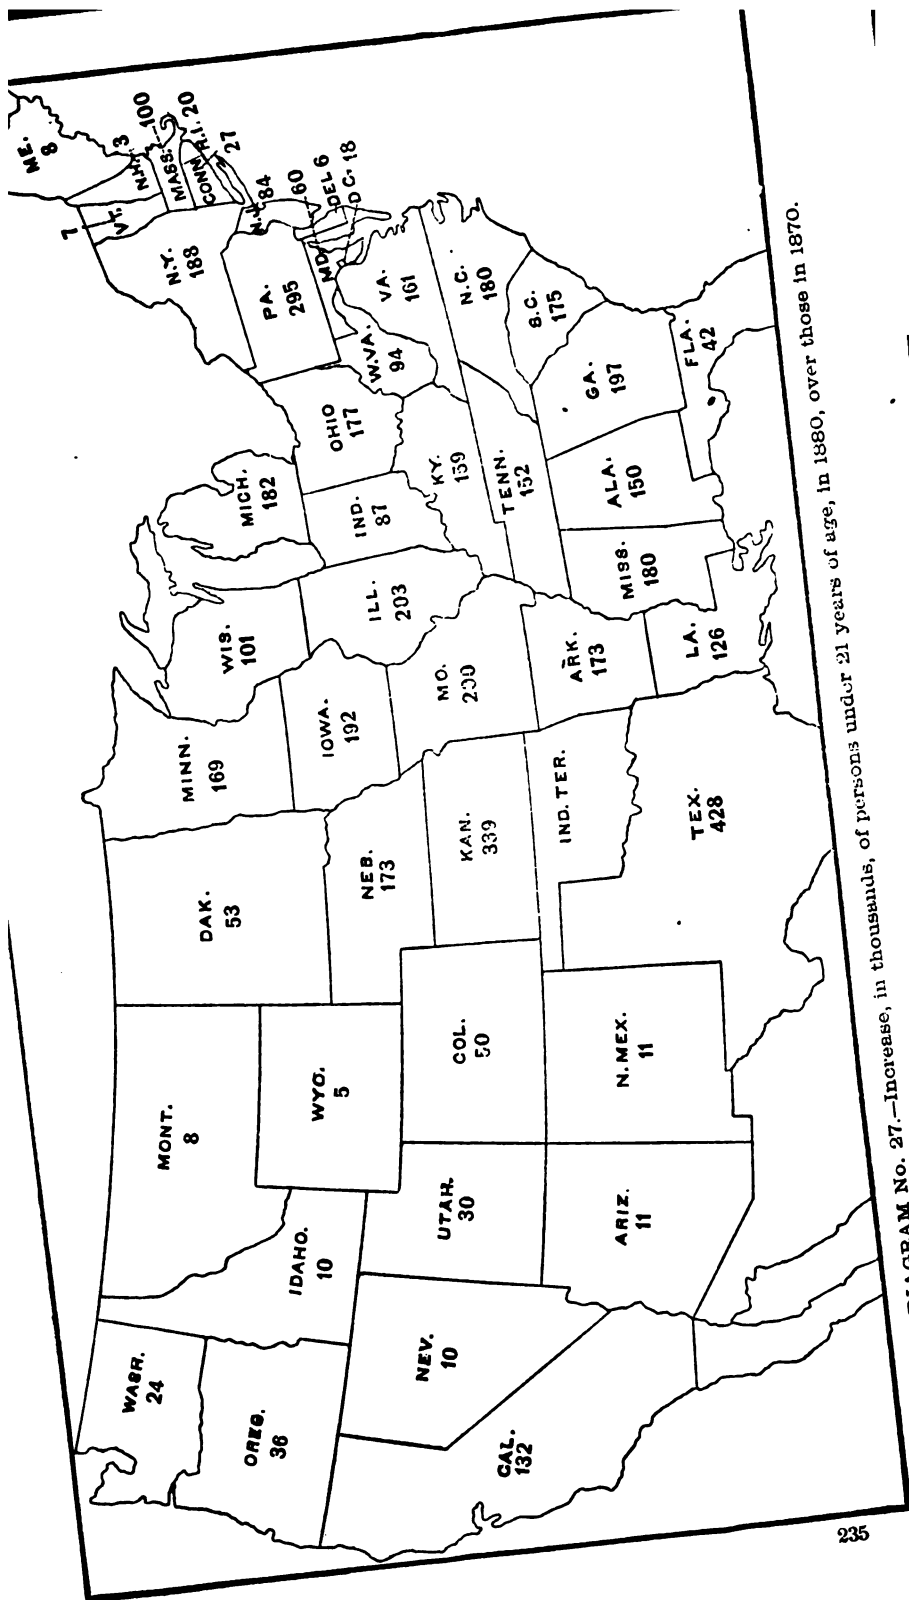 WASH.
24
OREG.
36
CAL.
132
NEV.
10
IDAHO.
10
MONT.
8
WYO.
5
UTAH.
30
ARIZ.
11
COL.
50
N.MEX.
11
DAK.
53
NEB.
173
KAN.
339
IND. TER.
TEX.
428
MINN.
169
IOWA.
192
MO.
ARK.
173
LA.
126
WIS.
101
ILL.
203
MICH.
182
IND.
87
OHIO
177
KY.
159
TENN.
152
MISS.
180
ALA.
150
GA.
197
FLA.
42
S.C.
175
N.C.
180
VA.
161
W.VA.
94
PA.
295
N.Y.
188
7
VT.
N.H. 3
ME.
8
MASS. 100
CONN. 27
R.I. 20
N.J. 84
MD. 60
DEL 6
D.C. 18
DIAGRAM No. 27.—Increase, in thousands, of persons under 21 years of age, in 1880, over those in 1870.
235